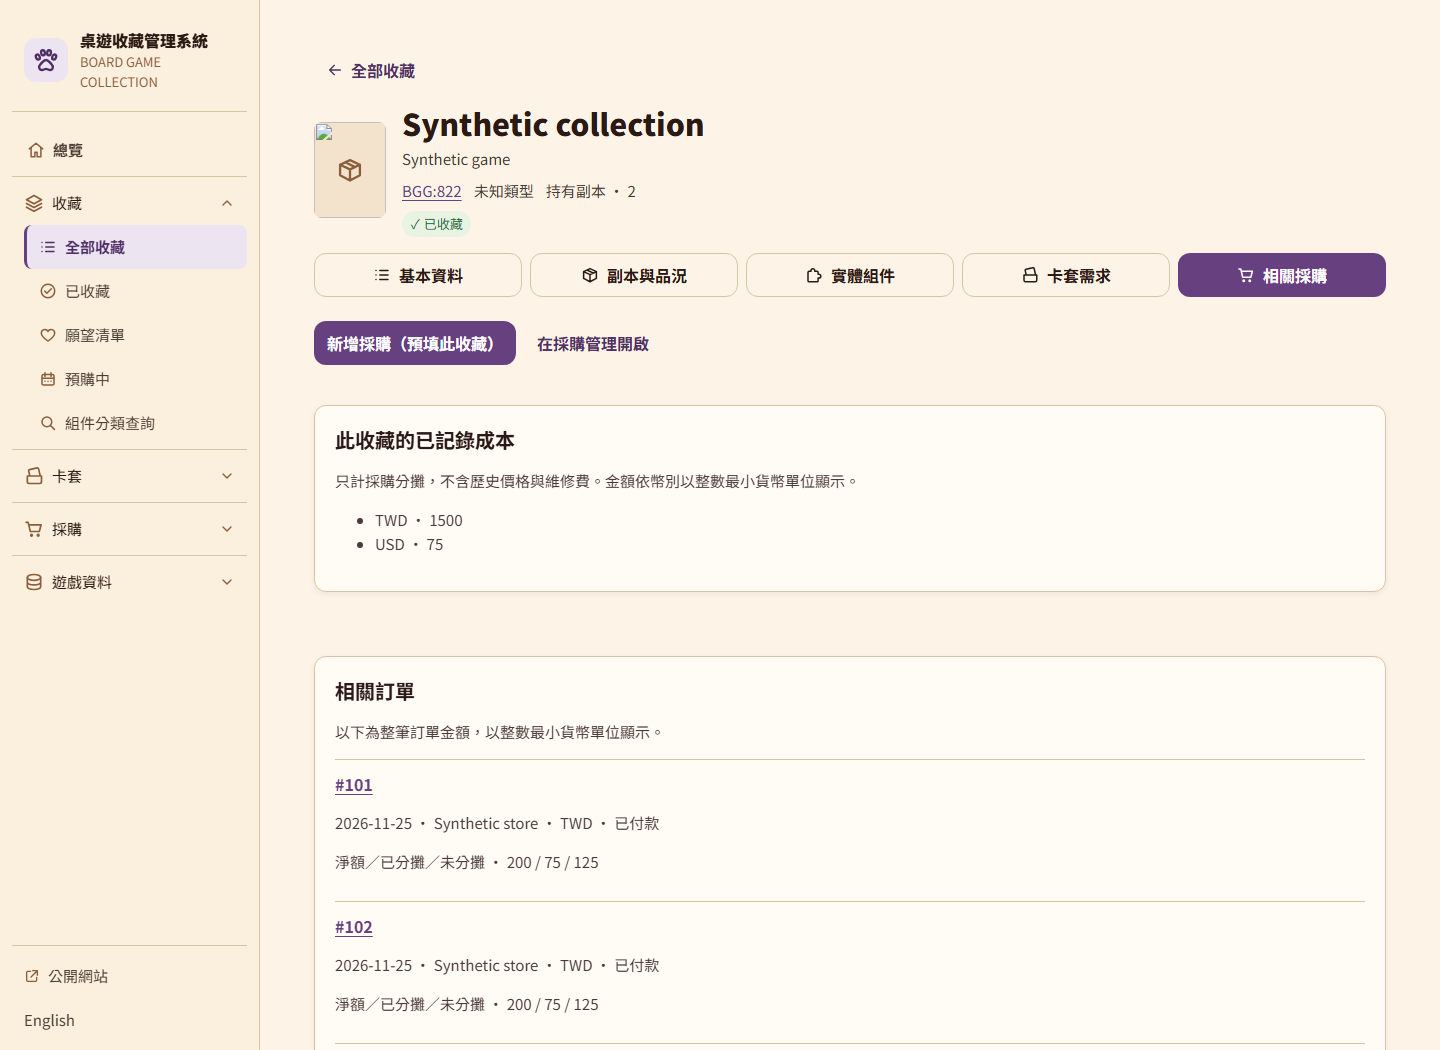 桌遊收藏管理系統
BOARD GAME
COLLECTION
總覽
收藏
全部收藏
已收藏
願望清單
預購中
組件分類查詢
卡套
採購
遊戲資料
公開網站
English
← 全部收藏
Synthetic collection
Synthetic game
BGG:822 未知類型 持有副本 · 2
✓ 已收藏
基本資料
副本與品況
實體組件
卡套需求
相關採購
新增採購（預填此收藏）
在採購管理開啟
此收藏的已記錄成本
只計採購分攤，不含歷史價格與維修費。金額依幣別以整數最小貨幣單位顯示。
• TWD · 1500
• USD · 75
相關訂單
以下為整筆訂單金額，以整數最小貨幣單位顯示。
#101
2026-11-25 · Synthetic store · TWD · 已付款
淨額／已分攤／未分攤 · 200 / 75 / 125
#102
2026-11-25 · Synthetic store · TWD · 已付款
淨額／已分攤／未分攤 · 200 / 75 / 125